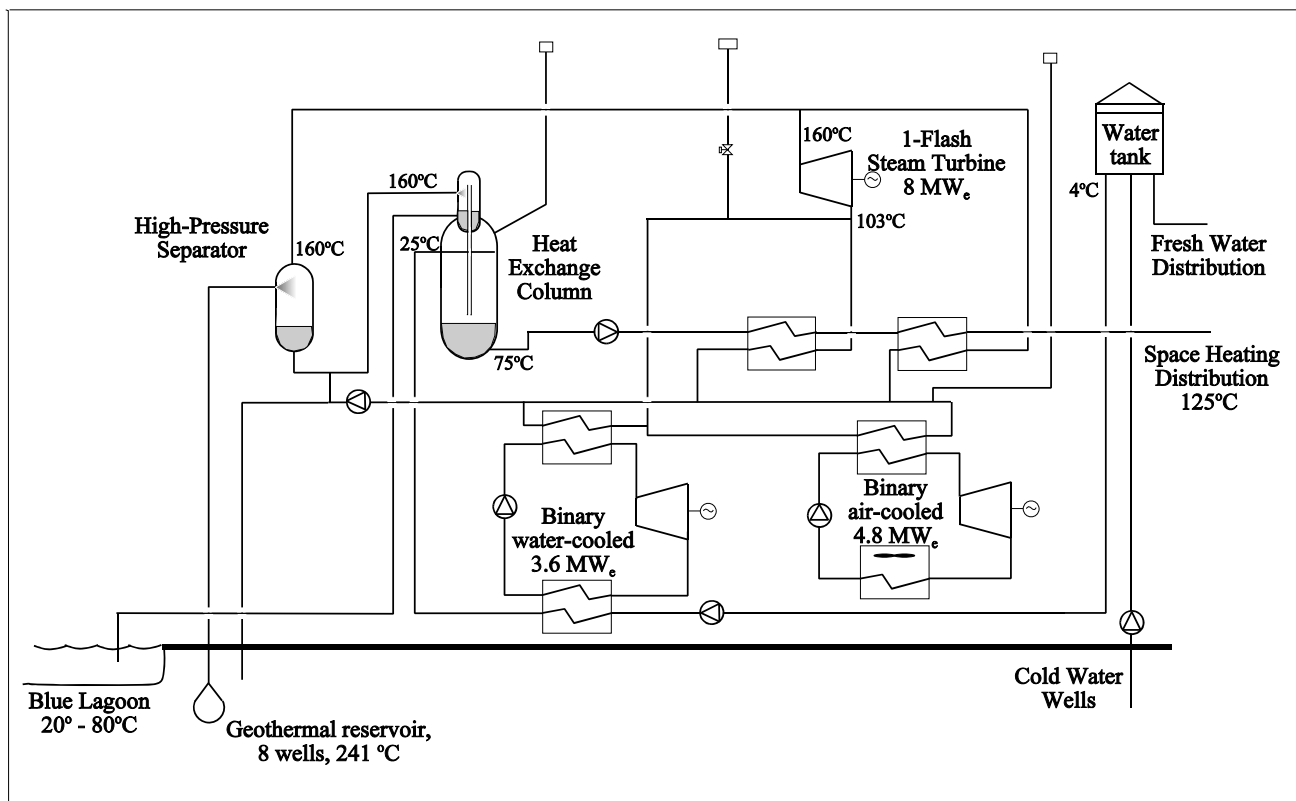 160ºC
1-Flash
Steam Turbine
8 MWe
Water
tank
4ºC
160ºC
High-Pressure
Separator
160ºC
25ºC
Heat
Exchange
Column
103ºC
Fresh Water
Distribution
75ºC
Space Heating
Distribution
125ºC
Binary
water-cooled
3.6 MWe
Binary
air-cooled
4.8 MWe
Blue Lagoon
20º - 80ºC
Geothermal reservoir,
8 wells, 241 ºC
Cold Water
Wells